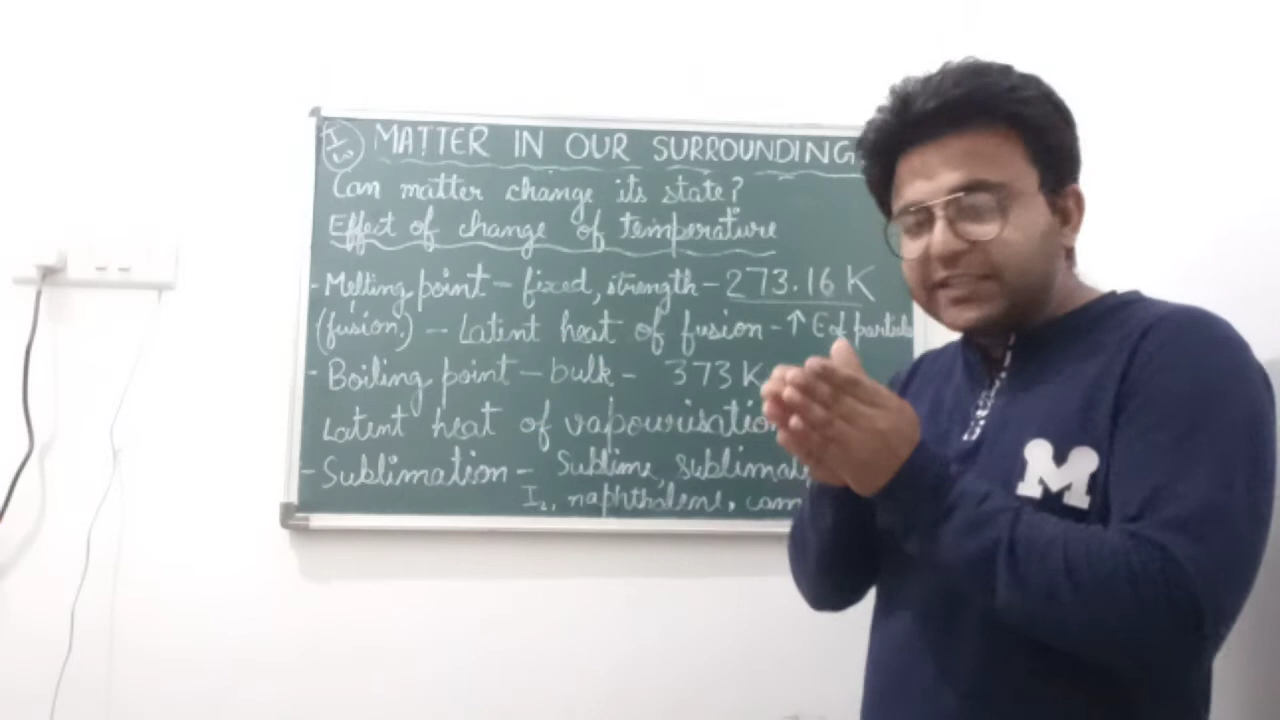 MATTER IN OUR SURROUNDING
Can matter change its state?
Effect of change of temperature
- Melting point - fixed, strength - 273.16 K
(fusion) - Latent heat of fusion - ↑ E of particle
- Boiling point - bulk - 373 K
Latent heat of vapourisation
- Sublimation - Sublime, Sublimate
I₂, naphthalene, cam
M